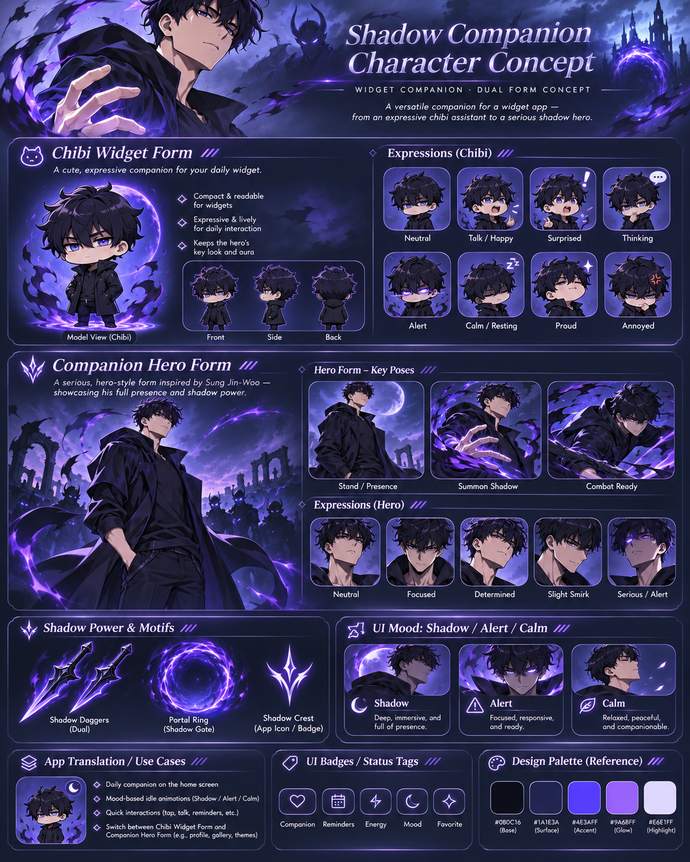 Shadow Companion
Character Concept
WIDGET COMPANION · DUAL FORM CONCEPT
A versatile companion for a widget app —
from an expressive chibi assistant to a serious shadow hero.
Chibi Widget Form
A cute, expressive companion for your daily widget.
Compact & readable
for widgets
Expressive & lively
for daily interaction
Keeps the hero's
key look and aura
Model View (Chibi)
Front
Side
Back
Expressions (Chibi)
!
...
Neutral
Talk / Happy
Surprised
Thinking
zZ
Alert
Calm / Resting
Proud
Annoyed
Companion Hero Form
A serious, hero-style form inspired by Sung Jin-Woo —
showcasing his full presence and shadow power.
Hero Form – Key Poses
Stand / Presence
Summon Shadow
Combat Ready
Expressions (Hero)
Neutral
Focused
Determined
Slight Smirk
Serious / Alert
Shadow Power & Motifs
Shadow Daggers
(Dual)
Portal Ring
(Shadow Gate)
Shadow Crest
(App Icon / Badge)
UI Mood: Shadow / Alert / Calm
Shadow
Deep, immersive, and
full of presence.
Alert
Focused, responsive,
and ready.
Calm
Relaxed, peaceful,
and companionable.
App Translation / Use Cases
Daily companion on the home screen
Mood-based idle animations (Shadow / Alert / Calm)
Quick interactions (tap, talk, reminders, etc.)
Switch between Chibi Widget Form and
Companion Hero Form (e.g., profile, gallery, themes)
UI Badges / Status Tags
Companion
Reminders
Energy
Mood
Favorite
Design Palette (Reference)
#0B0C16
(Base)
#1A1E3A
(Surface)
#4E3AFF
(Accent)
#9A6BFF
(Glow)
#E6E1FF
(Highlight)